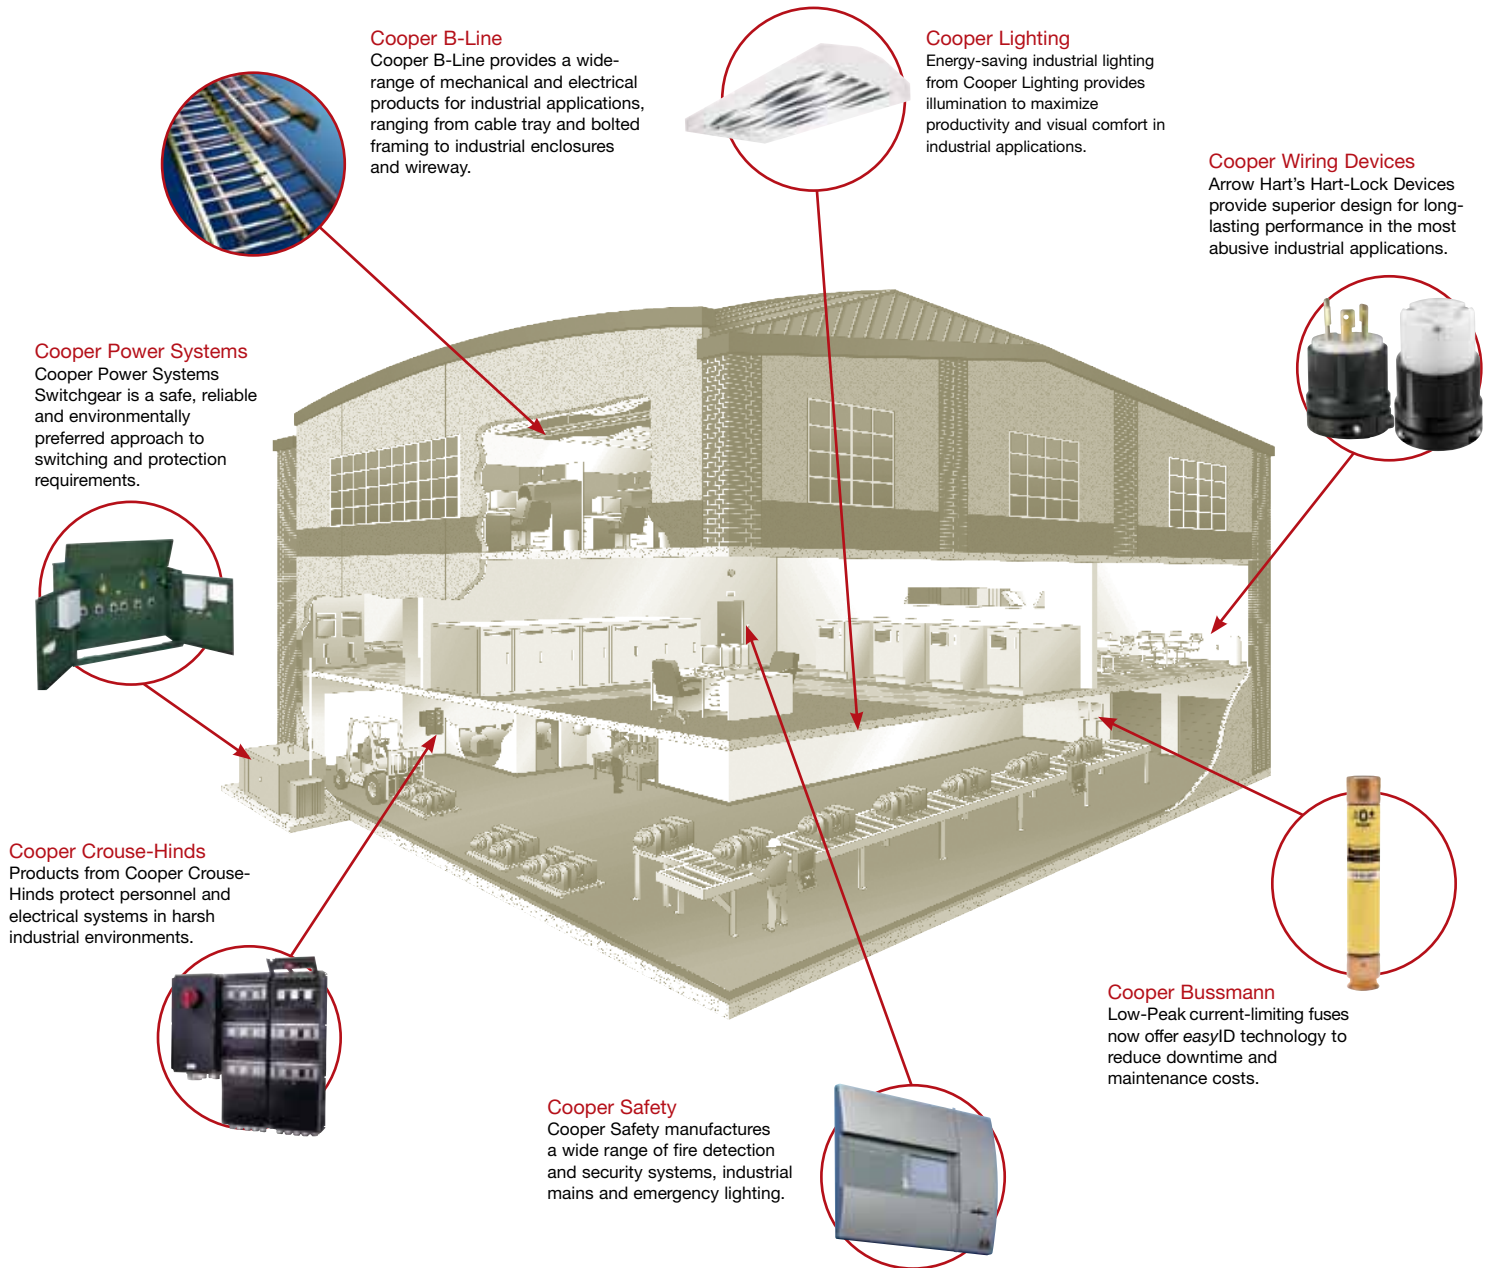 Cooper B-Line
Cooper B-Line provides a wide-
range of mechanical and electrical
products for industrial applications,
ranging from cable tray and bolted
framing to industrial enclosures
and wireway.
Cooper Lighting
Energy-saving industrial lighting
from Cooper Lighting provides
illumination to maximize
productivity and visual comfort in
industrial applications.
Cooper Wiring Devices
Arrow Hart's Hart-Lock Devices
provide superior design for long-
lasting performance in the most
abusive industrial applications.
Cooper Power Systems
Cooper Power Systems
Switchgear is a safe, reliable
and environmentally
preferred approach to
switching and protection
requirements.
Cooper Crouse-Hinds
Products from Cooper Crouse-
Hinds protect personnel and
electrical systems in harsh
industrial environments.
Cooper Bussmann
Low-Peak current-limiting fuses
now offer easyID technology to
reduce downtime and
maintenance costs.
Cooper Safety
Cooper Safety manufactures
a wide range of fire detection
and security systems, industrial
mains and emergency lighting.